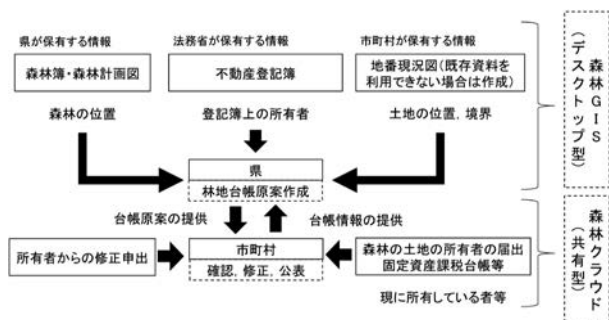 県が保有する情報
法務省が保有する情報
市町村が保有する情報
森林簿・森林計画図
不動産登記簿
地番現況図(既存資料を
利用できない場合は作成)
森林の位置
登記簿上の所有者
土地の位置，境界
県
林地台帳原案作成
台帳原案の提供
台帳情報の提供
所有者からの修正申出
市町村
確認，修正，公表
森林の土地の所有者の届出
固定資産課税台帳等
現に所有している者等
森林GIS
(デスクトップ型)
森林クラウド
(共有型)